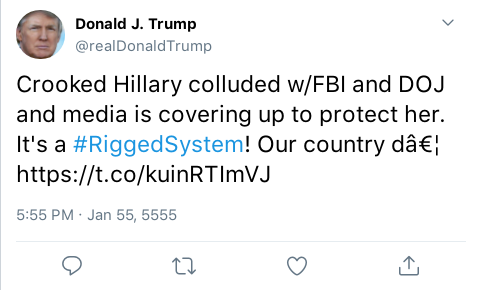 Donald J. Trump
@realDonaldTrump
Crooked Hillary colluded w/FBI and DOJ
and media is covering up to protect her.
It's a #RiggedSystem! Our country dâ€¦
https://t.co/kuinRTlmVJ
5:55 PM · Jan 55, 5555